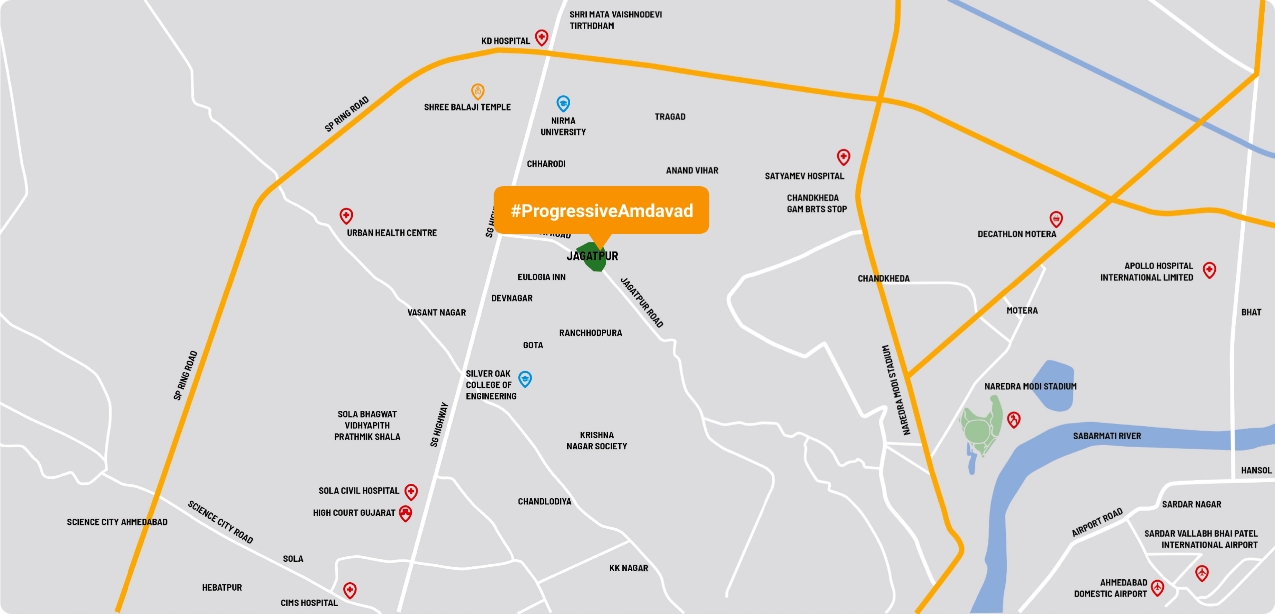 SHRI MATA VAISHNODEVI
TIRTHDHAM
KD HOSPITAL
SP RING ROAD
SHREE BALAJI TEMPLE
NIRMA
UNIVERSITY
TRAGAD
CHHARODI
ANAND VIHAR
SATYAMEV HOSPITAL
CHANDKHEDA
GAM BRTS STOP
#ProgressiveAmdavad
URBAN HEALTH CENTRE
ROAD
DECATHLON MOTERA
JAGATPUR
APOLLO HOSPITAL
INTERNATIONAL LIMITED
EULOGIA INN
CHANDKHEDA
DEVNAGAR
JAGATPUR ROAD
VASANT NAGAR
MOTERA
BHAT
RANCHHODPURA
GOTA
SP RING ROAD
SILVER OAK
COLLEGE OF
ENGINEERING
NAREDRA MODI STADIUM
NAREDRA MODI STADIUM
SOLA BHAGWAT
VIDHYAPITH
PRATHMIK SHALA
SG HIGHWAY
KRISHNA
NAGAR SOCIETY
SABARMATI RIVER
HANSOL
SOLA CIVIL HOSPITAL
HIGH COURT GUJARAT
CHANDLODIYA
SARDAR NAGAR
SCIENCE CITY AHMEDABAD
SCIENCE CITY ROAD
AIRPORT ROAD
SARDAR VALLABH BHAI PATEL
INTERNATIONAL AIRPORT
SOLA
KK NAGAR
HEBATPUR
CIMS HOSPITAL
AHMEDABAD
DOMESTIC AIRPORT